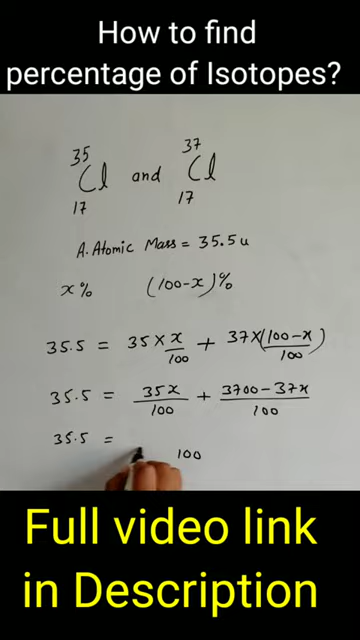 How to find
percentage of Isotopes?
35 37
Cl and Cl
17 17
A. Atomic Mass = 35.5 u
x% (100-x)%
35.5 = 35 × x/100 + 37×(100-x/100)
35.5 = 35x/100 + 3700-37x/100
35.5 =
100
Full video link
in Description